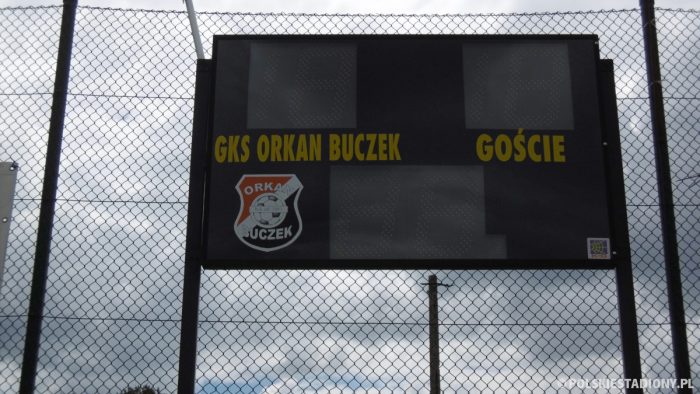 GKS ORKAN BUCZEK
GOŚCIE
ORKAN
BUCZEK
© POLSKIESTADIONY.PL